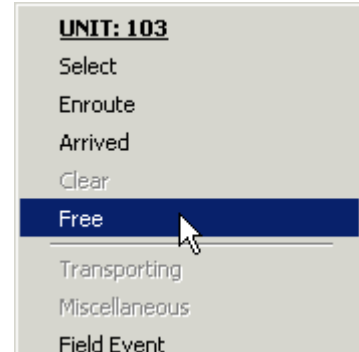 UNIT: 103
Select
Enroute
Arrived
Clear
Free
Transporting
Miscellaneous
Field Event